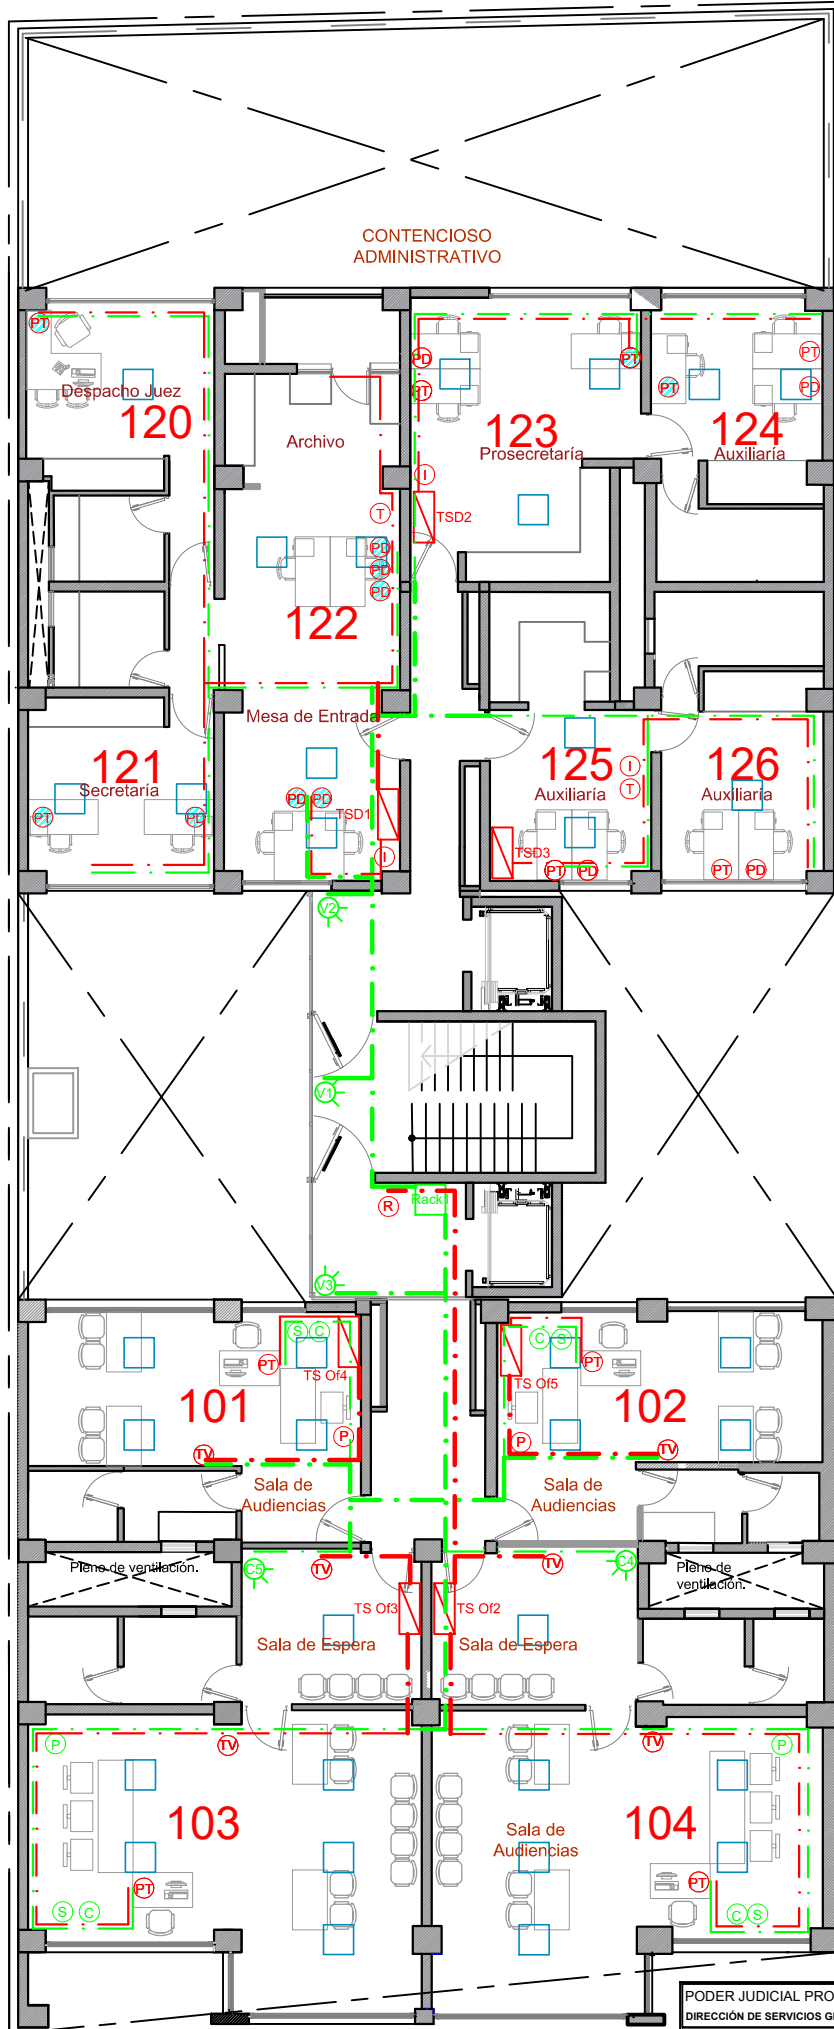 CONTENCIOSO
ADMINISTRATIVO
PT
Despacho Juez
120
Archivo
T
PD
PD
PD
122
PD
PT
123
Prosecretaría
PT
I
TSD2
PT
PD
PT
124
Auxiliaría
Mesa de Entrada
121
Secretaría
PT
PD
PD
PD
TSD1
I
125
Auxiliaría
I
T
TSD3
PT
PD
126
Auxiliaría
PT
PD
V2
V1
R
Rack1
V3
S
C
PT
TS Of4
101
P
TV
Sala de
Audiencias
C
S
PT
TS Of5
102
P
TV
Sala de
Audiencias
Pleno de ventilación.
C5
TV
TS Of3
Sala de Espera
TV
C4
TS Of2
Sala de Espera
Pleno de
ventilación.
P
TV
103
PT
S
C
TV
P
104
Sala de
Audiencias
PT
C
S
PODER JUDICIAL PRO
DIRECCIÓN DE SERVICIOS G